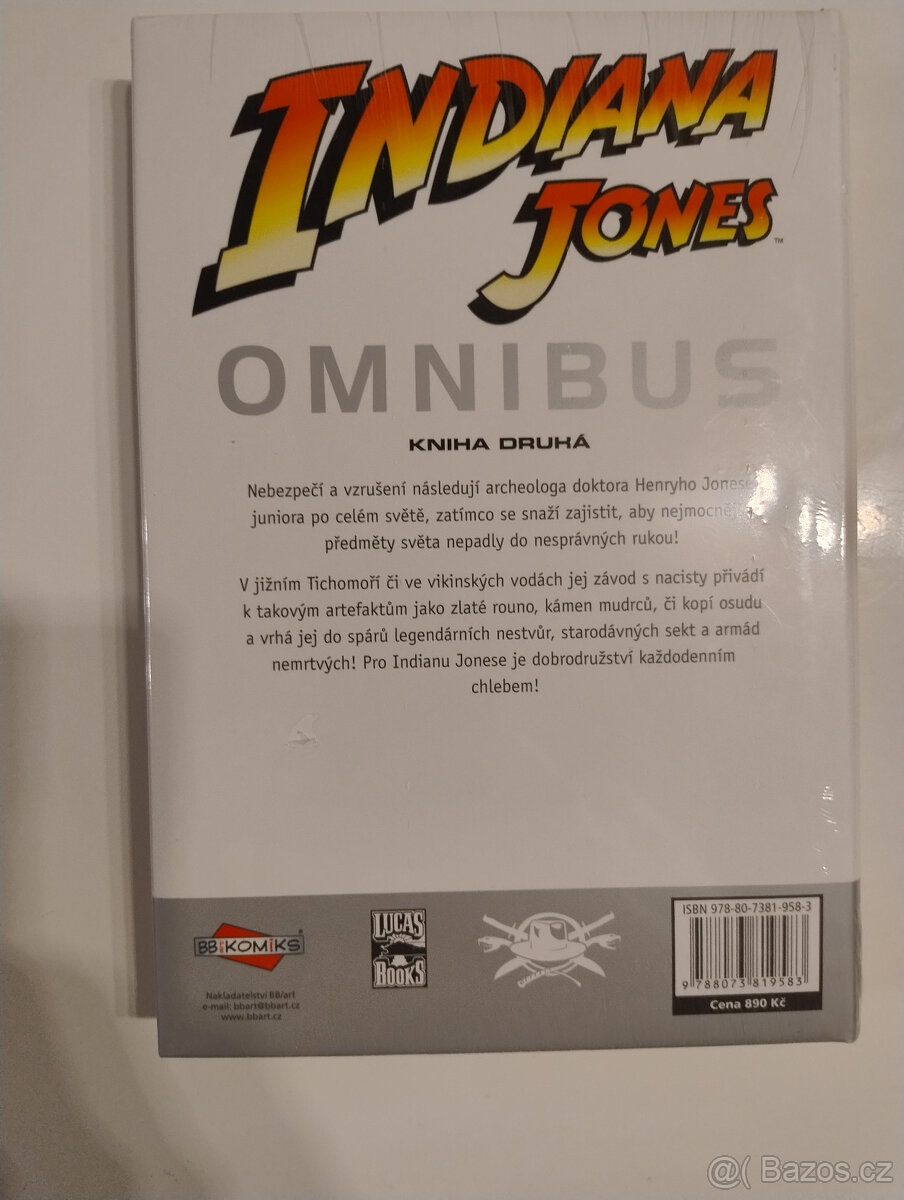 INDIANA
JONES™
OMNIBUS
KNIHA DRUHÁ
Nebezpečí a vzrušení následují archeologa doktora Henryho Jonese
juniora po celém světě, zatímco se snaží zajistit, aby
předměty světa nepadly do nesprávných rukou!
V jižním Tichomoří či ve vikinských vodách jej závod s nacisty přivádí
k takovým artefaktům jako zlaté rouno, kámen mudrců, či kopí osudu
a vrhá jej do spárů legendárních nestvůr, starodávných sekt a armád
nemrtvých! Pro Indianu Jonese je dobrodružství každodenním
chlebem!
BB art KOMIKS®
LUCAS
BOOKS
Nakladatelství BB/art
e-mail: bbart@bbart.cz
www.bbart.cz
ISBN 978-80-7381-958-3
9 788073 819583
Cena 890 Kč
@( Bazos.cz